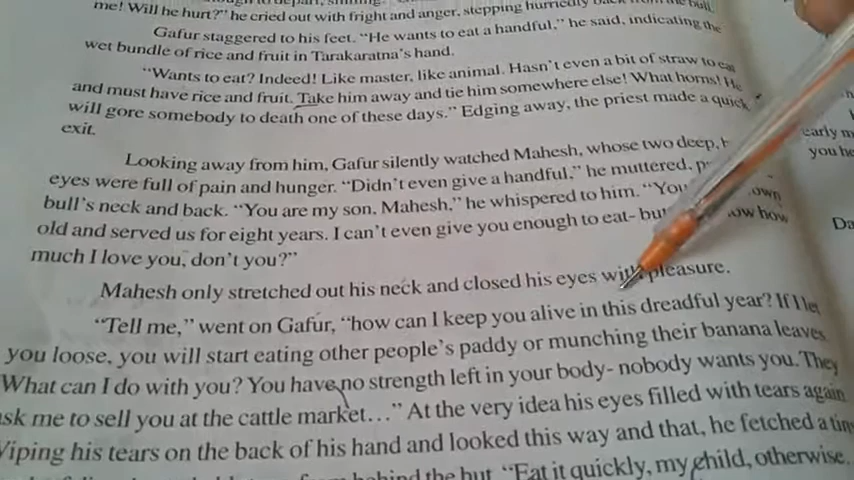 me! Will he hurt?" he cried out with fright and anger, stepping hurriedly back from the bull.
Gafur staggered to his feet. "He wants to eat a handful," he said, indicating the
wet bundle of rice and fruit in Tarakaratna's hand.
"Wants to eat? Indeed! Like master, like animal. Hasn't even a bit of straw to eat
and must have rice and fruit. Take him away and tie him somewhere else! What horns! He
will gore somebody to death one of these days." Edging away, the priest made a quick
exit.
Looking away from him, Gafur silently watched Mahesh, whose two deep,
eyes were full of pain and hunger. "Didn't even give a handful," he muttered,
bull's neck and back. "You are my son, Mahesh," he whispered to him. "You own
old and served us for eight years. I can't even give you enough to eat- but how
much I love you, don't you?"
Mahesh only stretched out his neck and closed his eyes with pleasure.
"Tell me," went on Gafur, "how can I keep you alive in this dreadful year? If I let
you loose, you will start eating other people's paddy or munching their banana leaves.
What can I do with you? You have no strength left in your body- nobody wants you. They
ask me to sell you at the cattle market..." At the very idea his eyes filled with tears again
Wiping his tears on the back of his hand and looked this way and that, he fetched a tiny
behind the hut "Eat it quickly, my child, otherwise
early
you
Da